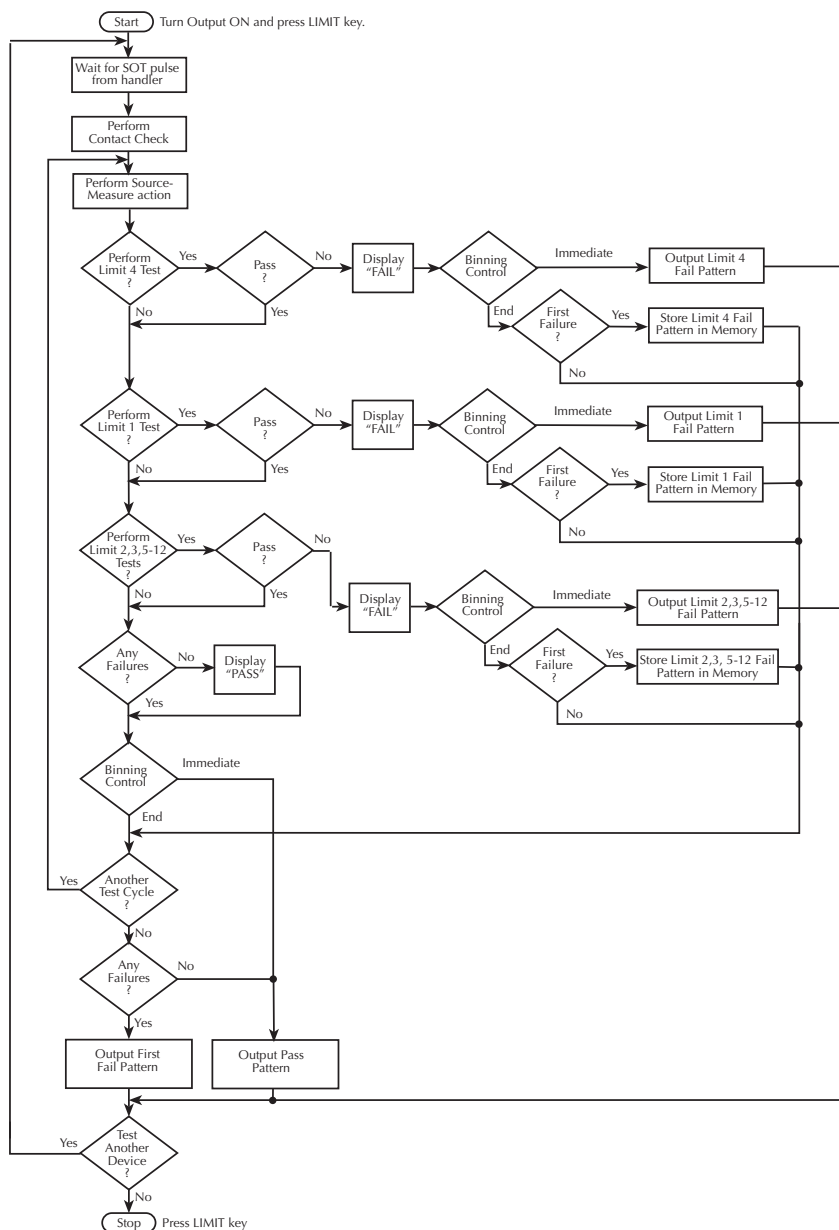 Start
Turn Output ON and press LIMIT key.
Wait for SOT pulse
from handler
Perform
Contact Check
Perform Source-
Measure action
Perform
Limit 4 Test
?
Yes
Pass
?
No
Display
“FAIL”
Binning
Control
Immediate
Output Limit 4
Fail Pattern
No
Yes
End
First
Failure
?
Yes
Store Limit 4 Fail
Pattern in Memory
No
Perform
Limit 1 Test
?
Yes
Pass
?
No
Display
“FAIL”
Binning
Control
Immediate
Output Limit 1
Fail Pattern
No
Yes
End
First
Failure
?
Yes
Store Limit 1 Fail
Pattern in Memory
No
Perform
Limit 2,3,5-12
Tests
?
Yes
Pass
?
No
Display
“FAIL”
Binning
Control
Immediate
Output Limit 2,3,5-12
Fail Pattern
No
Yes
End
First
Failure
?
Yes
Store Limit 2,3, 5-12 Fail
Pattern in Memory
No
Any
Failures
?
No
Display
“PASS”
Yes
Binning
Control
Immediate
End
Another
Test Cycle
?
Yes
No
Any
Failures
?
No
Yes
Output First
Fail Pattern
Output Pass
Pattern
Test
Another
Device
?
Yes
No
Stop
Press LIMIT key